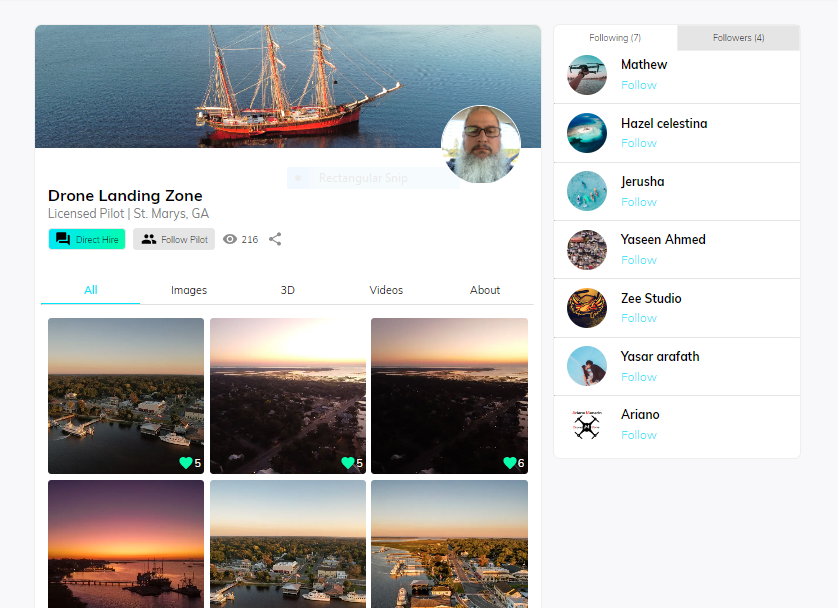 Following (7)
Followers (4)
Mathew
Follow
Hazel celestina
Follow
Jerusha
Follow
Yaseen Ahmed
Follow
Zee Studio
Follow
Yasar arafath
Follow
Ariano
Follow
Rectangular Snip
Drone Landing Zone
Licensed Pilot | St. Marys, GA
Direct Hire
Follow Pilot
216
All
Images
3D
Videos
About
5
5
6